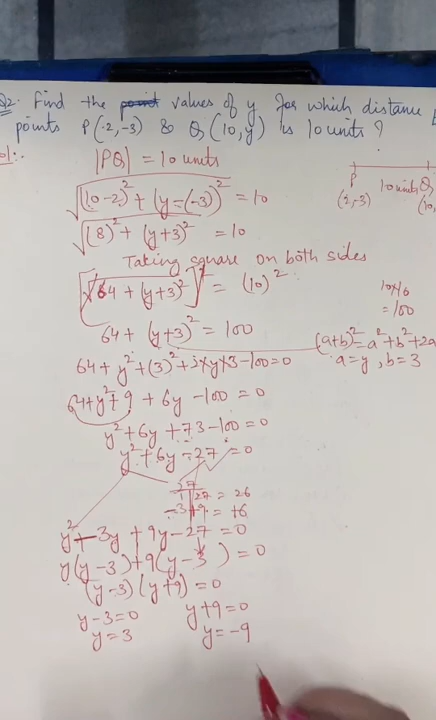 Q2. Find the point values of y for which distance
points P(2,-3) & Q(10,y) is 10 units ?
|PQ| = 10 units
√(10-2)² + (y-(-3))² = 10
P Q
10 units
(2,-3) (10,
√(8)² + (y+3)² = 10
Taking square on both sides
[√64 + (y+3)²]² = (10)²
10×10
= 100
64 + (y+3)² = 100
(a+b)² = a²+b²+2a
a=y, b=3
64 + y² + (3)² + 2×y×3 - 100 = 0
64 + y² + 9 + 6y - 100 = 0
y² + 6y + 73 - 100 = 0
y² + 6y - 27 = 0
27
1 27 = 26
-3+9 = +6
y² - 3y + 9y - 27 = 0
y(y-3) + 9(y-3) = 0
(y-3)(y+9) = 0
y-3=0 y+9=0
y=3 y=-9